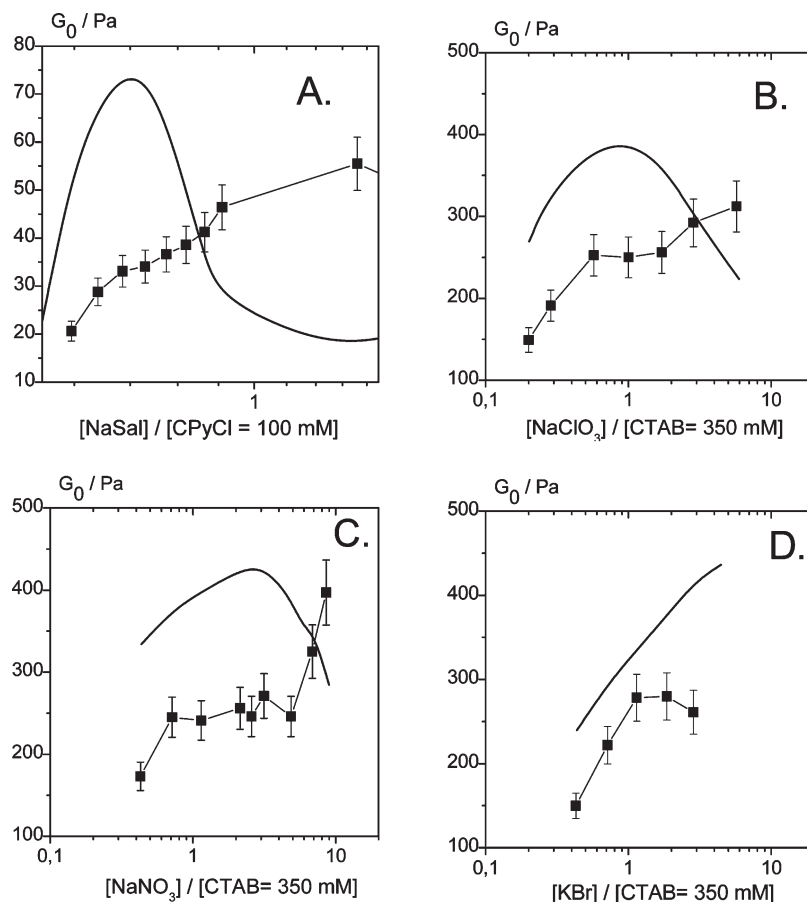 G0 / Pa
80
70
60
50
40
30
20
10
A.
1
[NaSal] / [CPyCl = 100 mM]
G0 / Pa
500
400
300
200
100
B.
0,1
1
10
[NaClO3] / [CTAB= 350 mM]
G0 / Pa
500
400
300
200
100
C.
0,1
1
10
[NaNO3] / [CTAB= 350 mM]
G0 / Pa
500
400
300
200
100
D.
0,1
1
10
[KBr] / [CTAB= 350 mM]